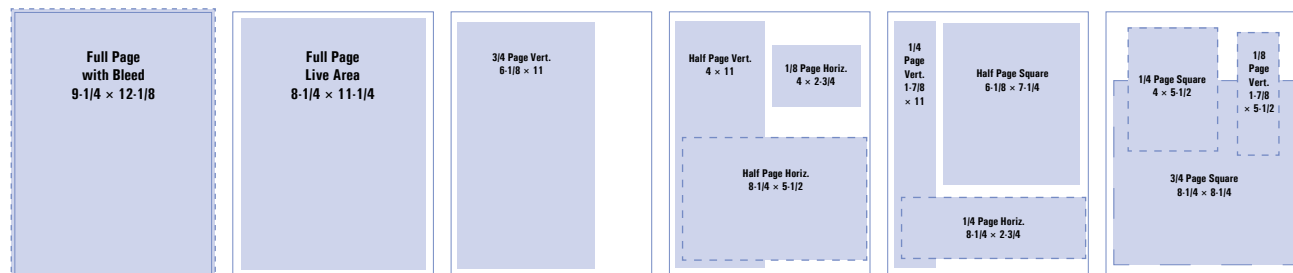 Full Page
with Bleed
9-1/4 × 12-1/8
Full Page
Live Area
8-1/4 × 11-1/4
3/4 Page Vert.
6-1/8 × 11
Half Page Vert.
4 × 11
1/8 Page Horiz.
4 × 2-3/4
Half Page Horiz.
8-1/4 × 5-1/2
1/4
Page
Vert.
1-7/8
× 11
Half Page Square
6-1/8 × 7-1/4
1/4 Page Horiz.
8-1/4 × 2-3/4
1/4 Page Square
4 × 5-1/2
1/8
Page
Vert.
1-7/8
× 5-1/2
3/4 Page Square
8-1/4 × 8-1/4